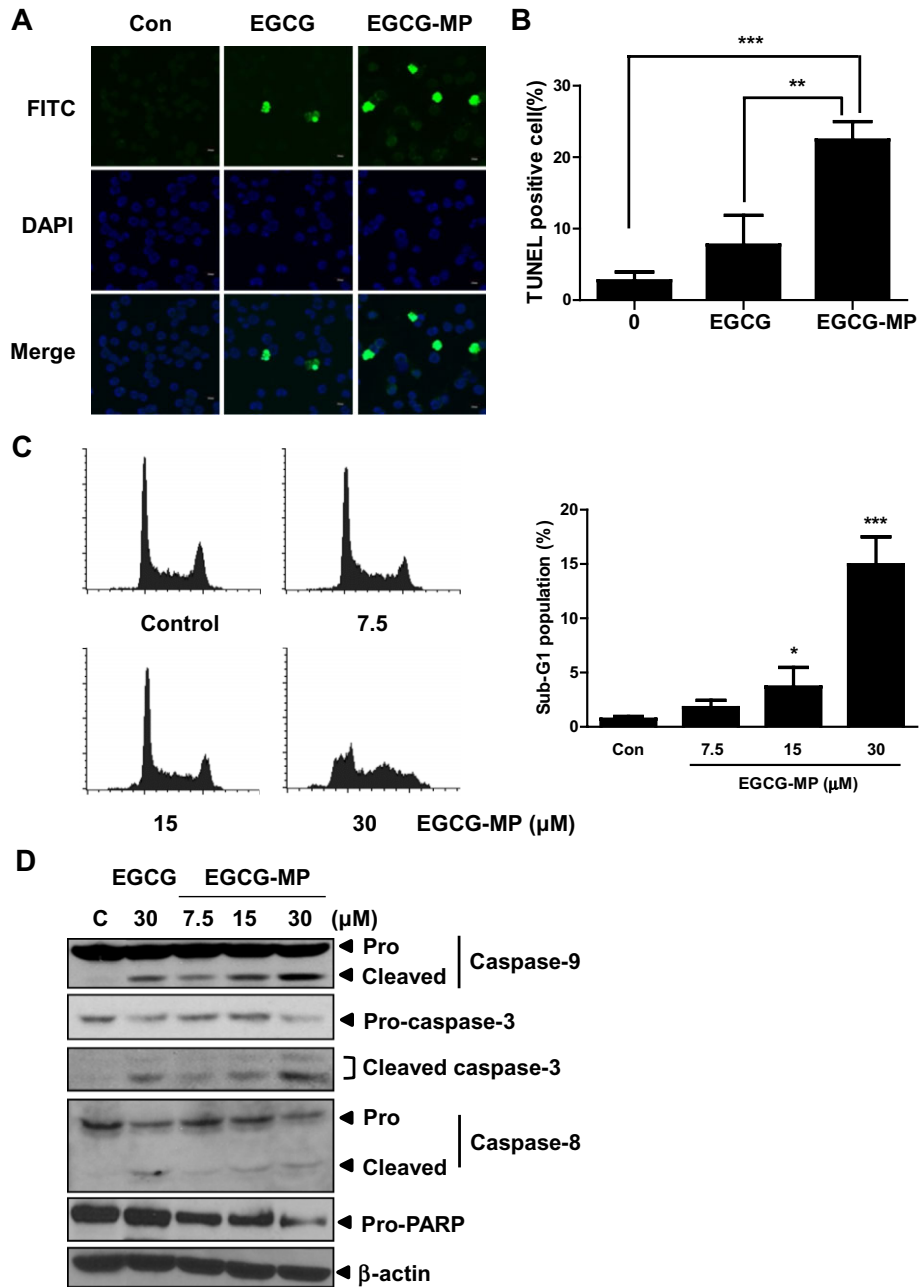 A
Con EGCG EGCG-MP
FITC
DAPI
Merge
B
***
**
30
20
10
0
TUNEL positive cell(%)
0 EGCG EGCG-MP
C
Control 7.5
15 30 EGCG-MP (µM)
20
15
10
5
0
Sub-G1 population (%)
*
***
Con 7.5 15 30
EGCG-MP (µM)
D
EGCG EGCG-MP
C 30 7.5 15 30 (µM)
Pro
Cleaved
Caspase-9
Pro-caspase-3
Cleaved caspase-3
Pro
Cleaved
Caspase-8
Pro-PARP
β-actin